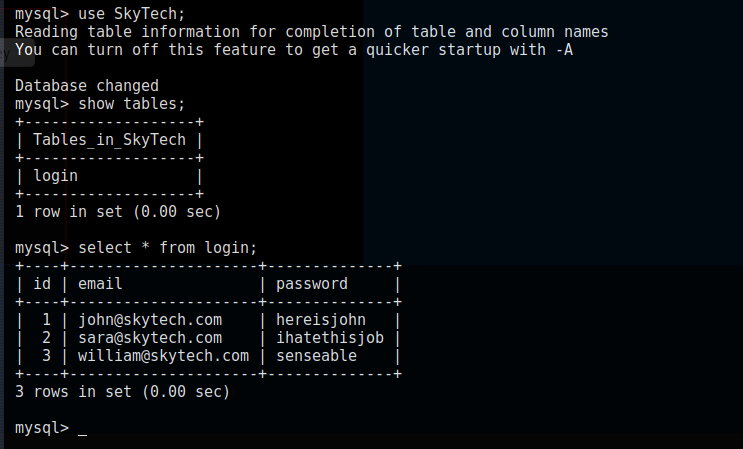 mysql> use SkyTech;
Reading table information for completion of table and column names
You can turn off this feature to get a quicker startup with -A
Database changed
mysql> show tables;
+-------------------+
| Tables_in_SkyTech |
+-------------------+
| login             |
+-------------------+
1 row in set (0.00 sec)
mysql> select * from login;
+----+---------------------+--------------+
| id | email               | password     |
+----+---------------------+--------------+
|  1 | john@skytech.com    | hereisjohn   |
|  2 | sara@skytech.com    | ihatethisjob |
|  3 | william@skytech.com | senseable    |
+----+---------------------+--------------+
3 rows in set (0.00 sec)
mysql> _